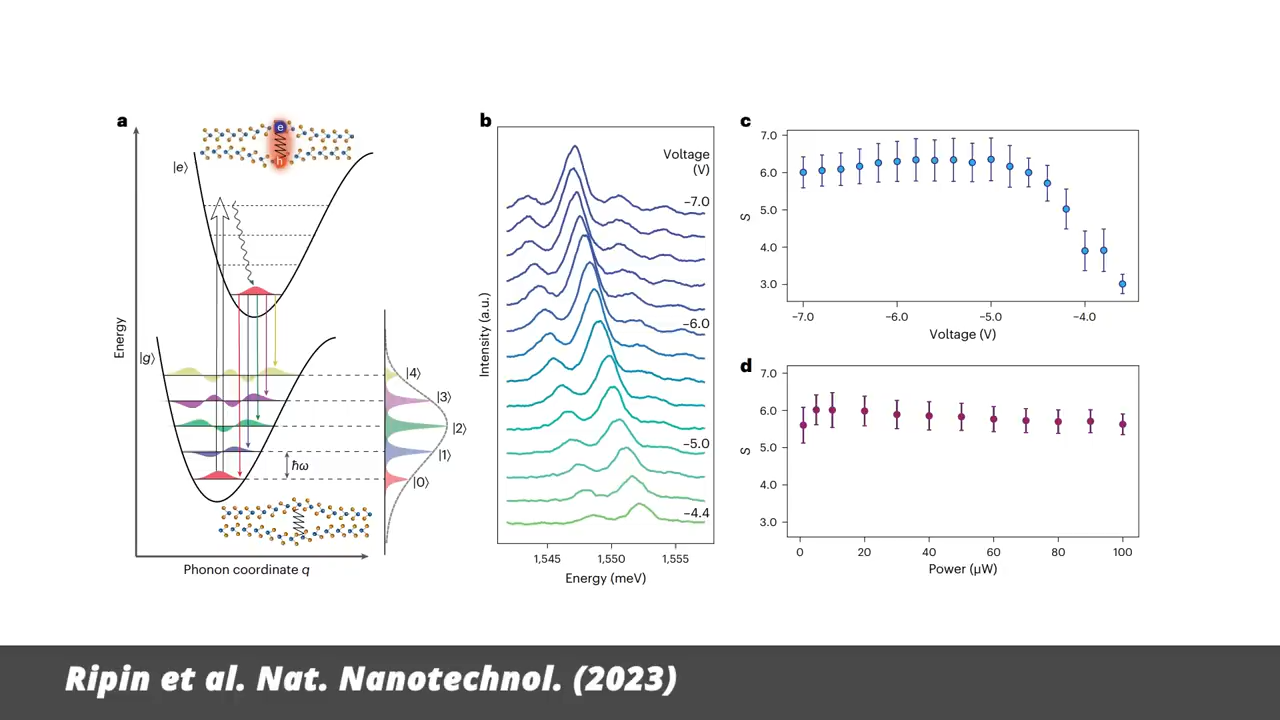 a
e
h
|e⟩
Energy
|g⟩
ħω
|4⟩
|3⟩
|2⟩
|1⟩
|0⟩
Phonon coordinate q
b
Voltage
(V)
–7.0
–6.0
–5.0
–4.4
Intensity (a.u.)
1,545 1,550 1,555
Energy (meV)
c
7.0
6.0
5.0
4.0
3.0
S
–7.0 –6.0 –5.0 –4.0
Voltage (V)
d
7.0
6.0
5.0
4.0
3.0
S
0 20 40 60 80 100
Power (µW)
Ripin et al. Nat. Nanotechnol. (2023)